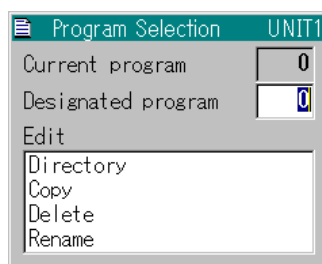 Program Selection UNIT1
Current program 0
Designated program 0
Edit
Directory
Copy
Delete
Rename